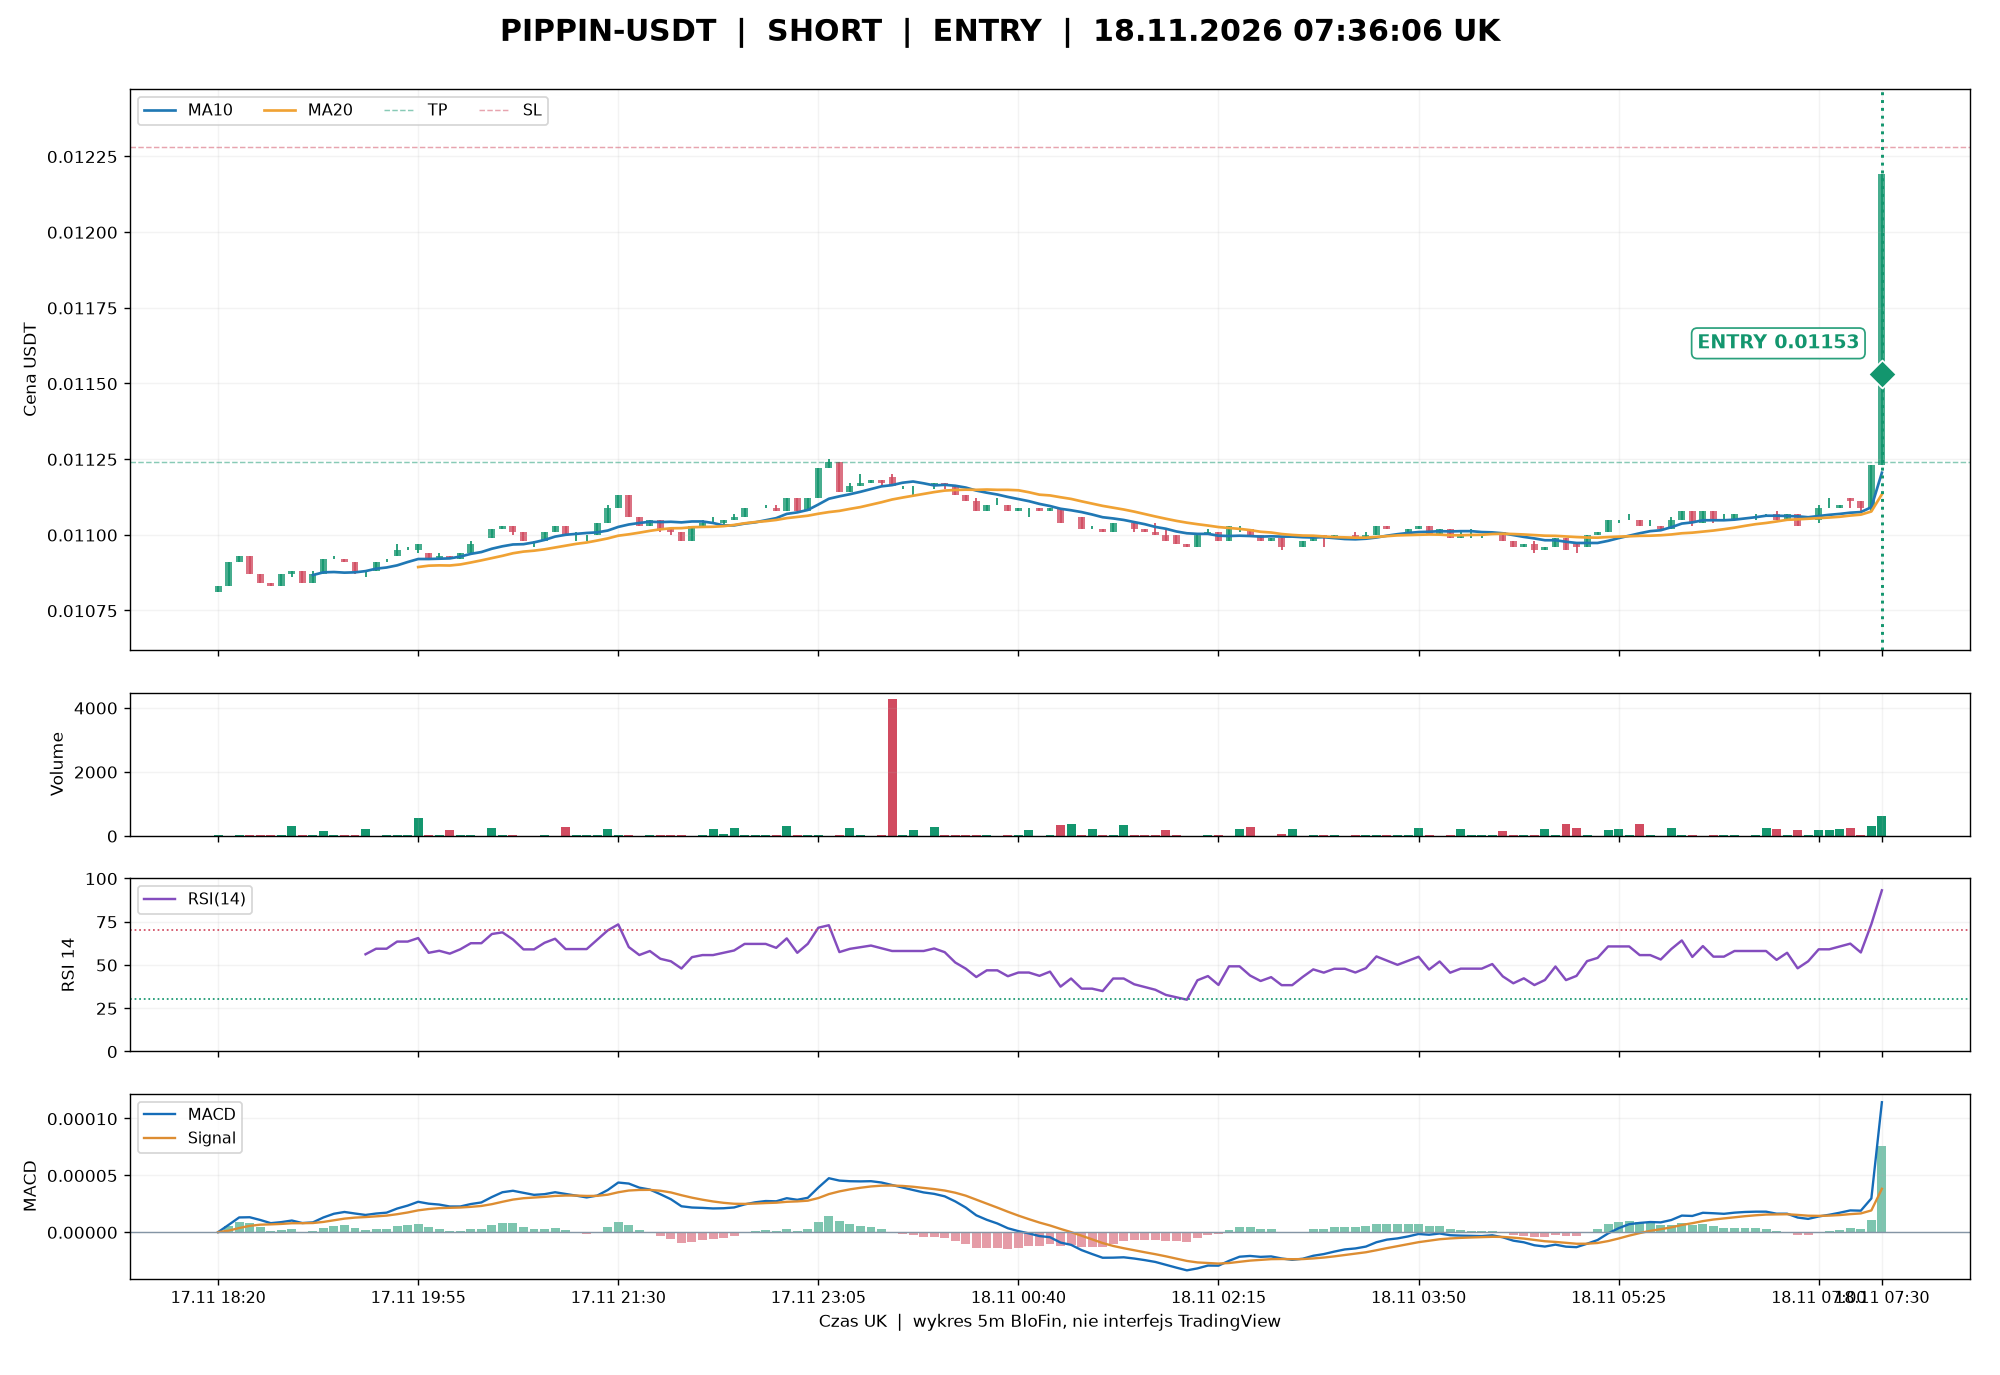 PIPPIN-USDT | SHORT | ENTRY | 18.11.2026 07:36:06 UK
MA10 MA20 TP SL
Cena USDT
0.01225
0.01200
0.01175
0.01150
0.01125
0.01100
0.01075
ENTRY 0.01153
Volume
4000
2000
0
RSI 14
RSI(14)
100
75
50
25
0
MACD
MACD
Signal
0.00010
0.00005
0.00000
17.11 18:20 17.11 19:55 17.11 21:30 17.11 23:05 18.11 00:40 18.11 02:15 18.11 03:50 18.11 05:25 18.11 07:00 18.11 07:30
Czas UK | wykres 5m BloFin, nie interfejs TradingView